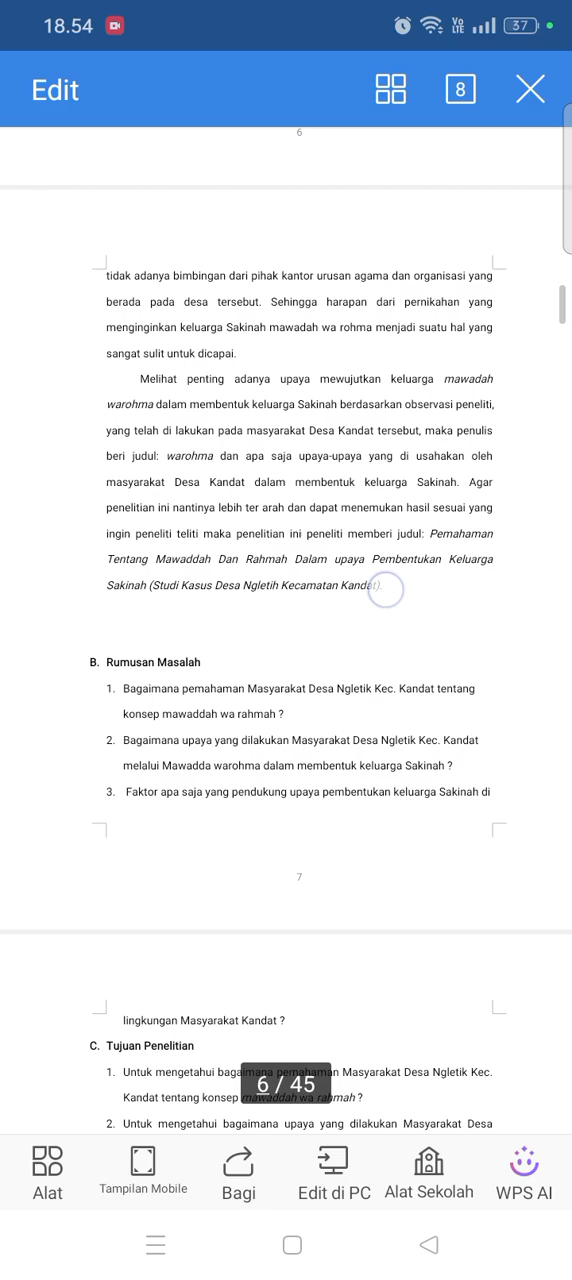 18.54
Vo LTE
37
Edit
8
6
tidak adanya bimbingan dari pihak kantor urusan agama dan organisasi yang
berada pada desa tersebut. Sehingga harapan dari pernikahan yang
menginginkan keluarga Sakinah mawadah wa rohma menjadi suatu hal yang
sangat sulit untuk dicapai.
Melihat penting adanya upaya mewujutkan keluarga mawadah
warohma dalam membentuk keluarga Sakinah berdasarkan observasi peneliti,
yang telah di lakukan pada masyarakat Desa Kandat tersebut, maka penulis
beri judul: warohma dan apa saja upaya-upaya yang di usahakan oleh
masyarakat Desa Kandat dalam membentuk keluarga Sakinah. Agar
penelitian ini nantinya lebih ter arah dan dapat menemukan hasil sesuai yang
ingin peneliti teliti maka penelitian ini peneliti memberi judul: Pemahaman
Tentang Mawaddah Dan Rahmah Dalam upaya Pembentukan Keluarga
Sakinah (Studi Kasus Desa Ngletih Kecamatan Kandat).
B. Rumusan Masalah
1. Bagaimana pemahaman Masyarakat Desa Ngletik Kec. Kandat tentang
konsep mawaddah wa rahmah ?
2. Bagaimana upaya yang dilakukan Masyarakat Desa Ngletik Kec. Kandat
melalui Mawadda warohma dalam membentuk keluarga Sakinah ?
3. Faktor apa saja yang pendukung upaya pembentukan keluarga Sakinah di
7
lingkungan Masyarakat Kandat ?
C. Tujuan Penelitian
1. Untuk mengetahui bagaimana pemahaman Masyarakat Desa Ngletik Kec.
Kandat tentang konsep mawaddah wa rahmah ?
6 / 45
2. Untuk mengetahui bagaimana upaya yang dilakukan Masyarakat Desa
Alat
Tampilan Mobile
Bagi
Edit di PC
Alat Sekolah
WPS AI